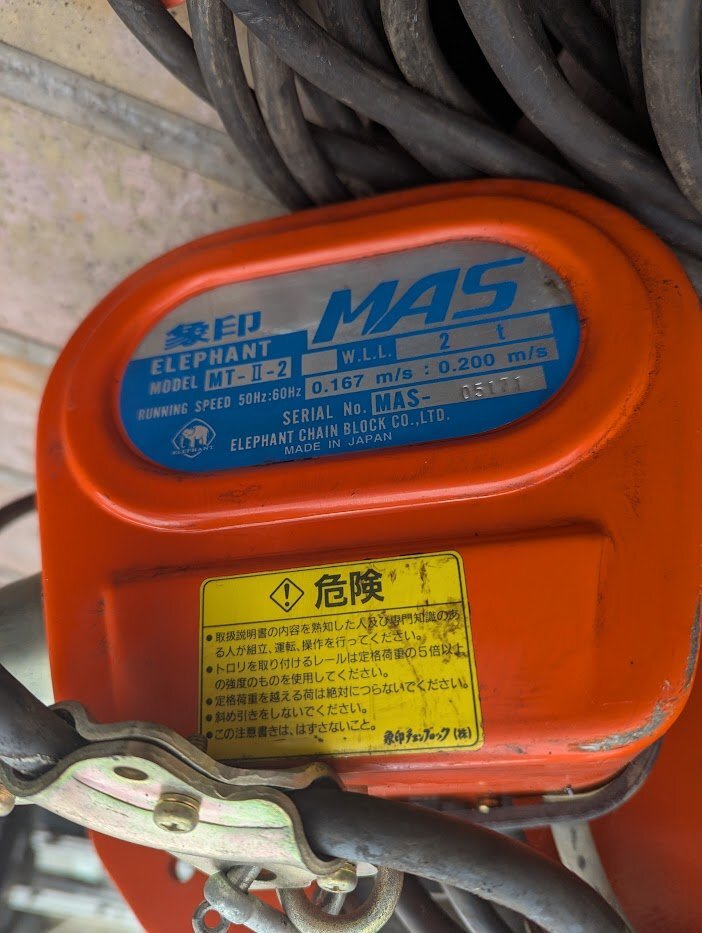 象印 MAS
ELEPHANT
W.L.L. 2 t
MODEL MT-II-2
RUNNING SPEED 50Hz:60Hz 0.167 m/s : 0.200 m/s
SERIAL No. MAS- 05171
ELEPHANT CHAIN BLOCK CO.,LTD.
MADE IN JAPAN
ELEPHANT
危険
●取扱説明書の内容を熟知した人及び専門知識のあ
る人が組立、運転、操作を行ってください。
●トロリを取り付けるレールは定格荷重の5倍以上
の強度のものを使用してください。
●定格荷重を越える荷は絶対につらないでください。
●斜め引きをしないでください。
●この注意書きは、はずさないこと。
象印チェンブロック(株)